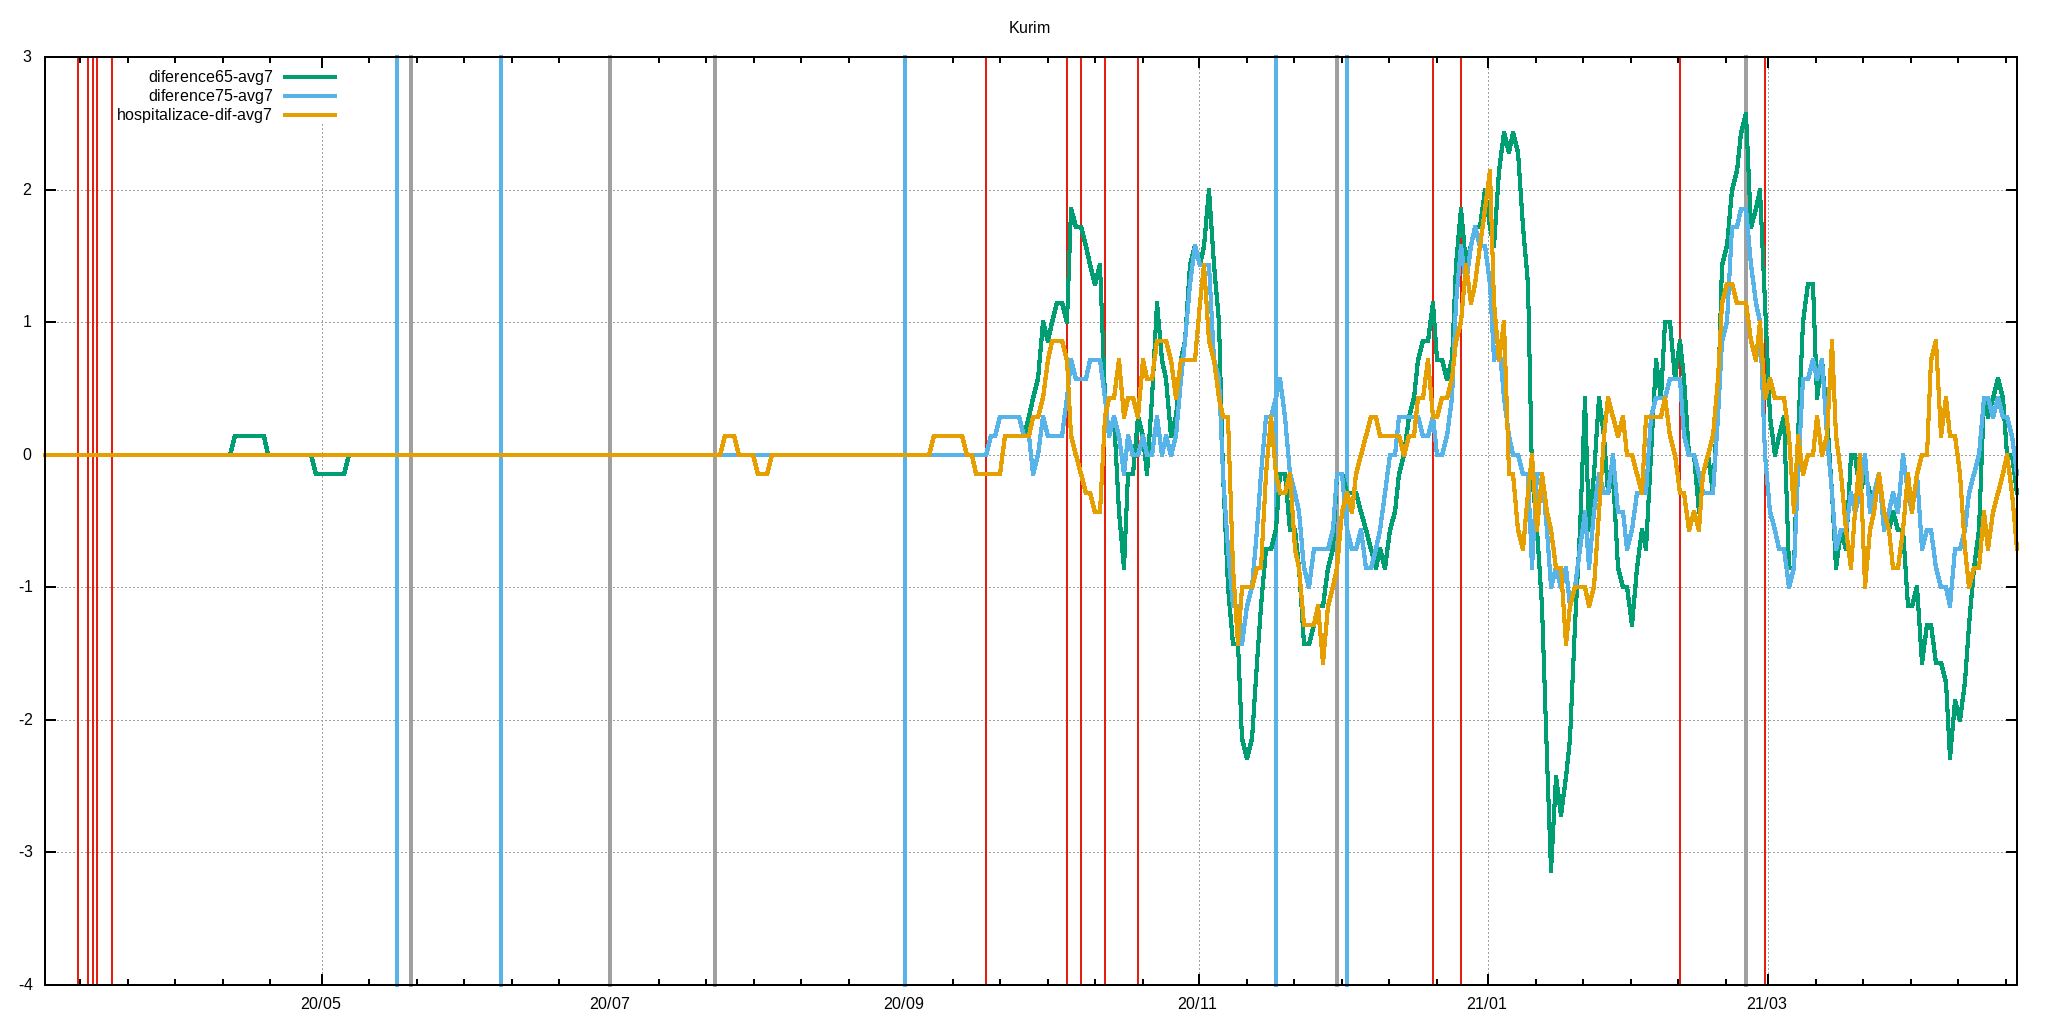 Kurim
3
diference65-avg7
diference75-avg7
hospitalizace-dif-avg7
2
1
0
-1
-2
-3
-4
20/05 20/07 20/09 20/11 21/01 21/03